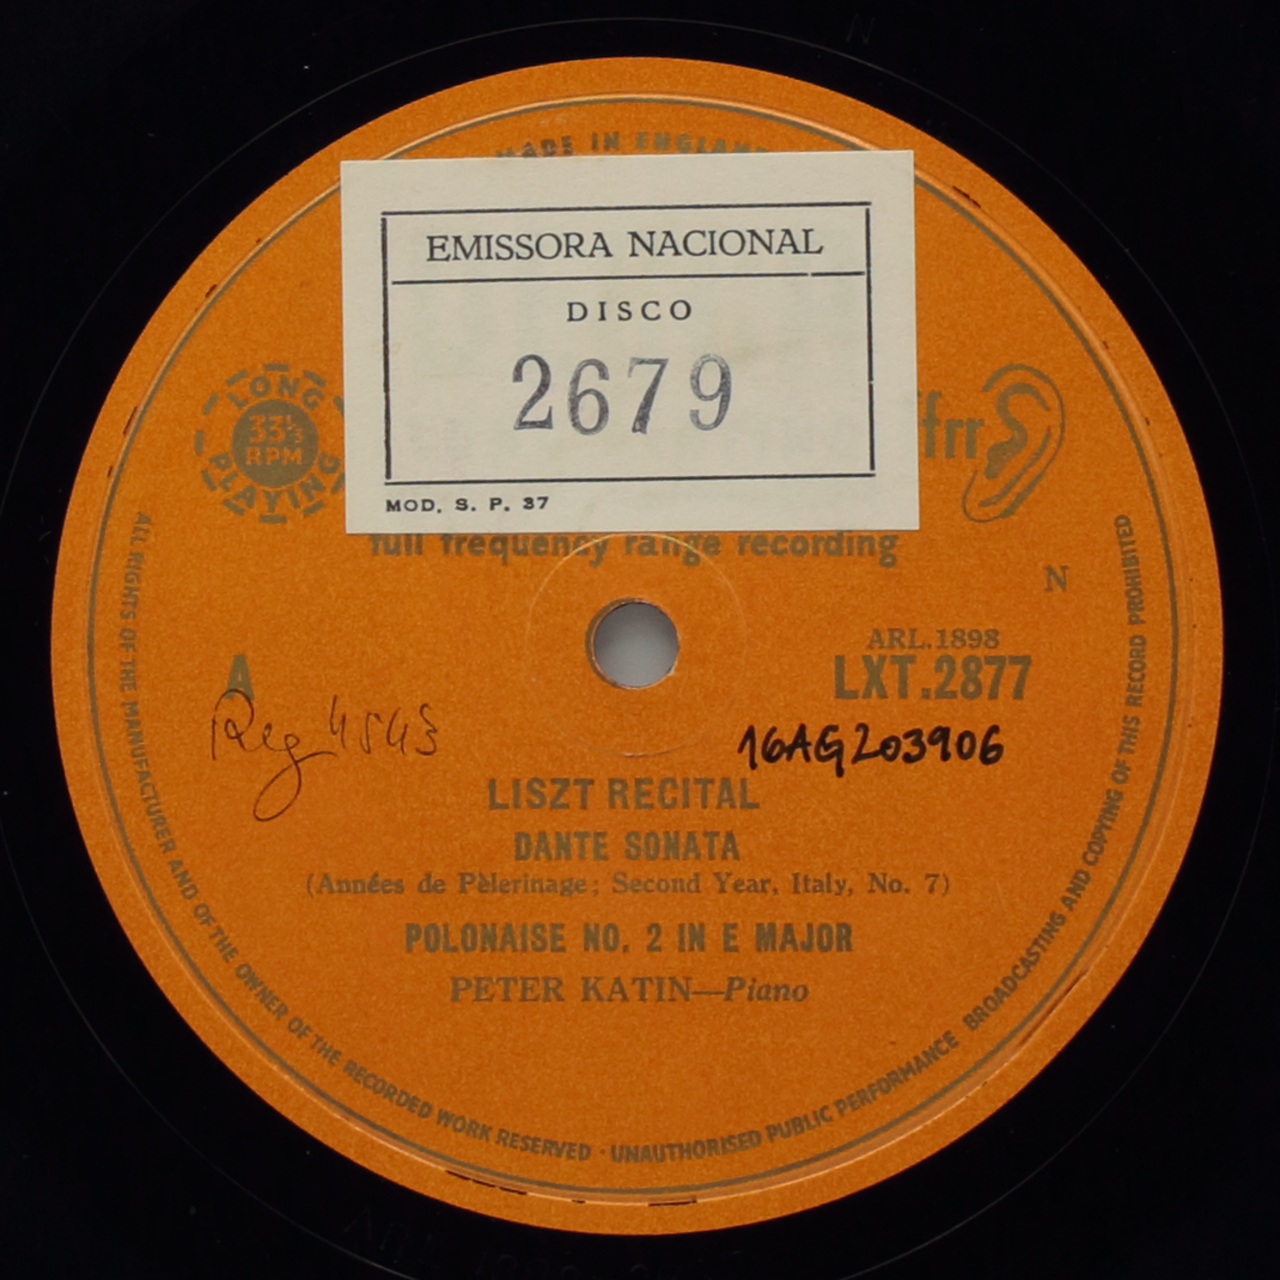 MADE IN ENGLAND
EMISSORA NACIONAL
DISCO
2679
MOD. S. P. 37
LONG
33⅓
RPM
PLAYING
ffrr
full frequency range recording
N
ARL.1898
LXT.2877
A
Reg 4543
16AG203906
LISZT RECITAL
DANTE SONATA
(Années de Pèlerinage; Second Year, Italy, No. 7)
POLONAISE NO. 2 IN E MAJOR
PETER KATIN—Piano
ALL RIGHTS OF THE MANUFACTURER AND OF THE OWNER OF THE RECORDED WORK RESERVED · UNAUTHORISED PUBLIC PERFORMANCE BROADCASTING AND COPYING OF THIS RECORD PROHIBITED